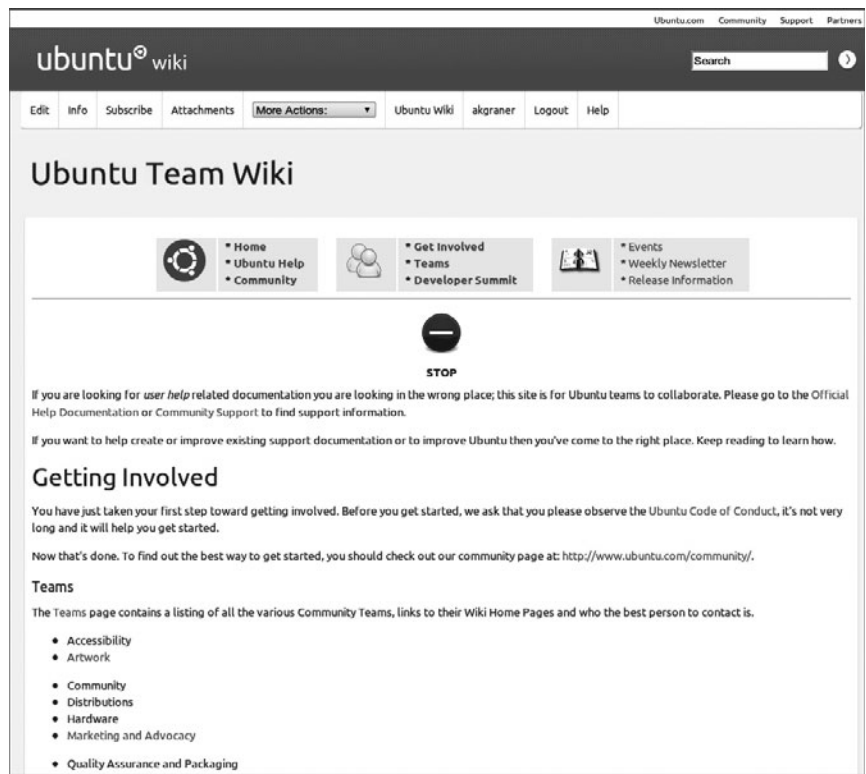 Ubuntu.com Community Support Partners
ubuntu wiki
Search
Edit Info Subscribe Attachments More Actions: Ubuntu Wiki akgraner Logout Help
Ubuntu Team Wiki
* Home
* Ubuntu Help
* Community
* Get Involved
* Teams
* Developer Summit
* Events
* Weekly Newsletter
* Release Information
STOP
If you are looking for user help related documentation you are looking in the wrong place; this site is for Ubuntu teams to collaborate. Please go to the Official
Help Documentation or Community Support to find support information.
If you want to help create or improve existing support documentation or to improve Ubuntu then you've come to the right place. Keep reading to learn how.
Getting Involved
You have just taken your first step toward getting involved. Before you get started, we ask that you please observe the Ubuntu Code of Conduct, it's not very
long and it will help you get started.
Now that's done. To find out the best way to get started, you should check out our community page at: http://www.ubuntu.com/community/.
Teams
The Teams page contains a listing of all the various Community Teams, links to their Wiki Home Pages and who the best person to contact is.
• Accessibility
• Artwork
• Community
• Distributions
• Hardware
• Marketing and Advocacy
• Quality Assurance and Packaging